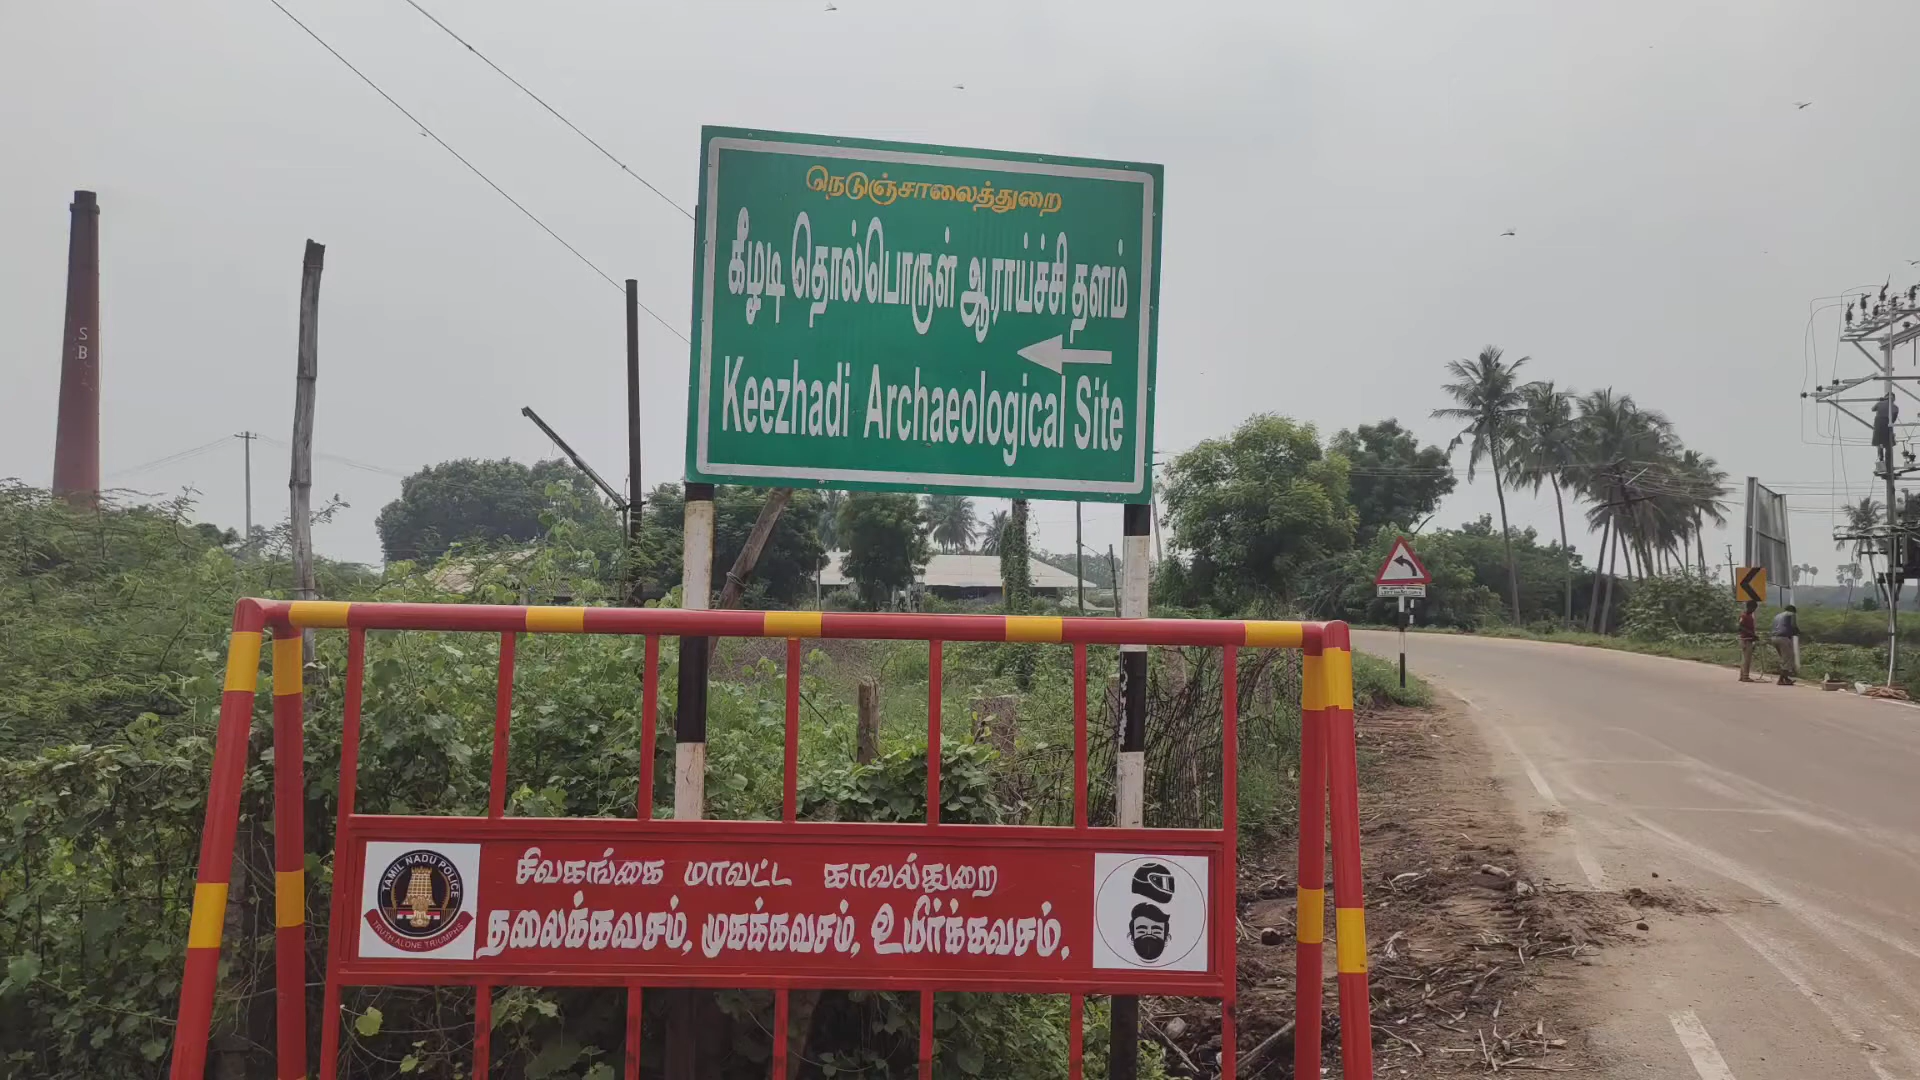 நெடுஞ்சாலைத்துறை
கீழடி தொல்பொருள் ஆராய்ச்சி தளம்
Keezhadi Archaeological Site
S
B
TAMIL NADU POLICE
TRUTH ALONE TRIUMPHS
சிவகங்கை மாவட்ட காவல்துறை
தலைக்கவசம், முகக்கவசம், உயிர்க்கவசம்.